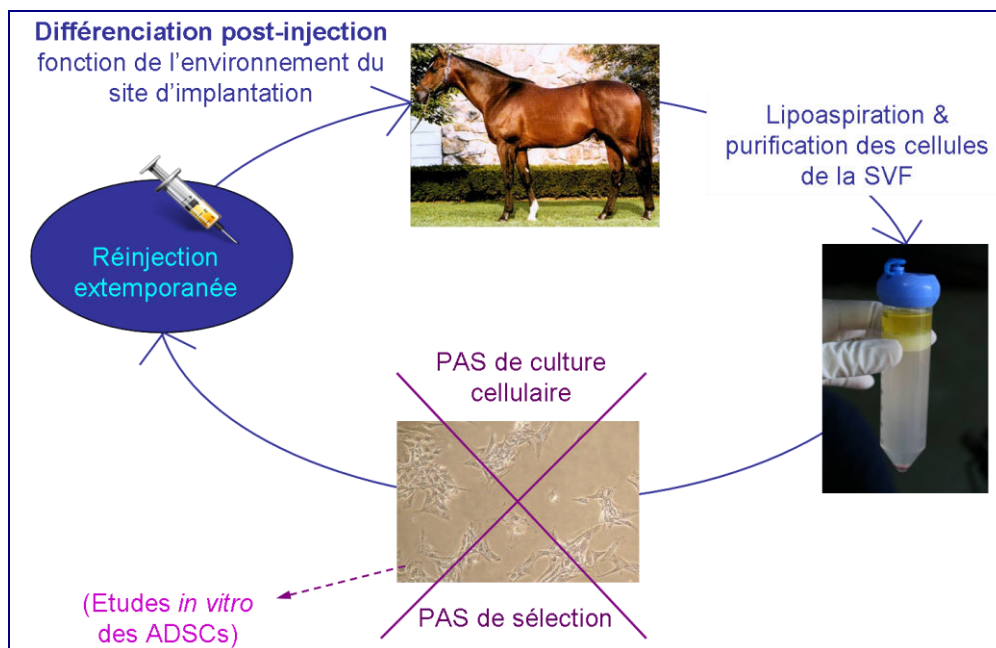 Différenciation post-injection
fonction de l'environnement du
site d'implantation
Lipoaspiration &
purification des cellules
de la SVF
Réinjection
extemporanée
PAS de culture
cellulaire
PAS de sélection
(Etudes in vitro
des ADSCs)